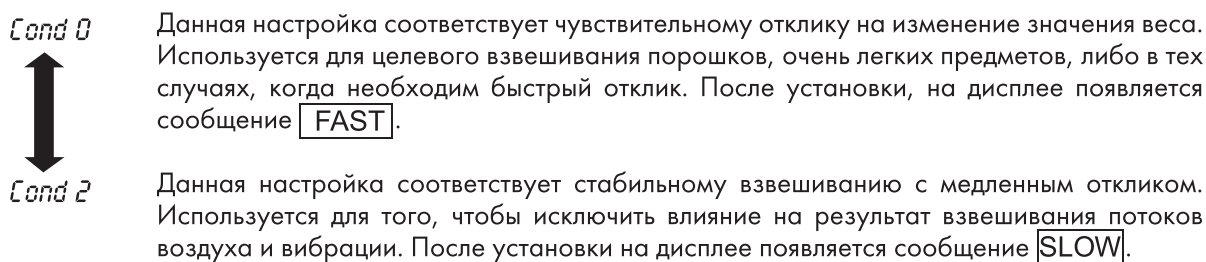 Cond 0 Данная настройка соответствует чувствительному отклику на изменение значения веса.
Используется для целевого взвешивания порошков, очень легких предметов, либо в тех
случаях, когда необходим быстрый отклик. После установки, на дисплее появляется
сообщение FAST.
Cond 2 Данная настройка соответствует стабильному взвешиванию с медленным откликом.
Используется для того, чтобы исключить влияние на результат взвешивания потоков
воздуха и вибрации. После установки на дисплее появляется сообщение SLOW.